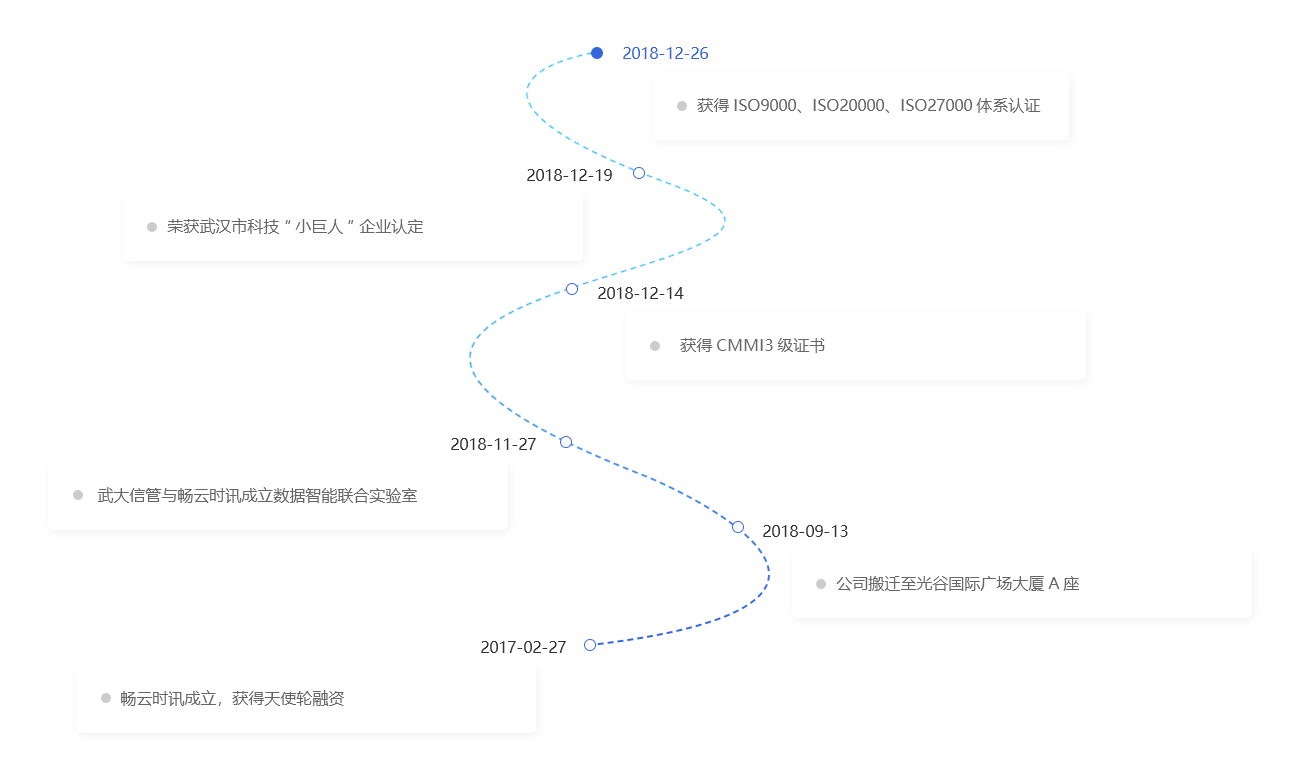 2018-12-26
获得 ISO9000、ISO20000、ISO27000 体系认证
2018-12-19
荣获武汉市科技 “ 小巨人 ” 企业认定
2018-12-14
获得 CMMI3 级证书
2018-11-27
武大信管与畅云时讯成立数据智能联合实验室
2018-09-13
公司搬迁至光谷国际广场大厦 A 座
2017-02-27
畅云时讯成立，获得天使轮融资